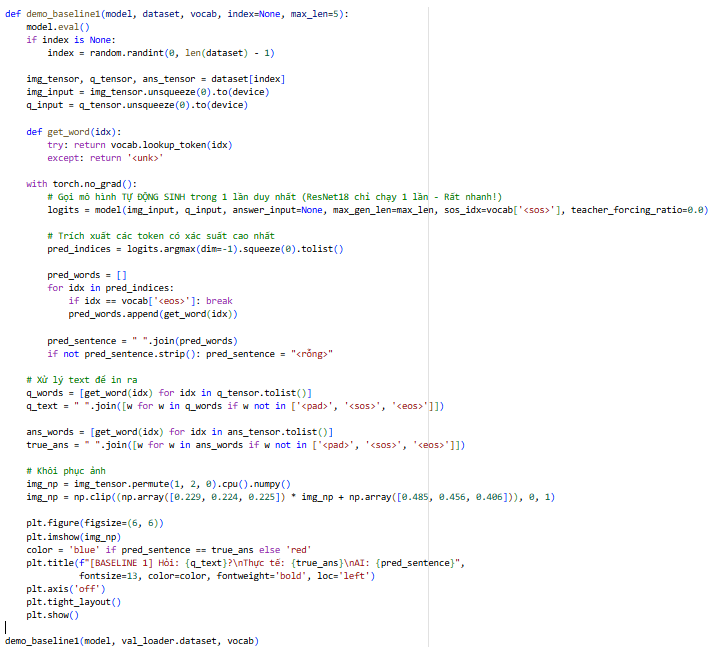 def demo_baseline1(model, dataset, vocab, index=None, max_len=5):
    model.eval()
    if index is None:
        index = random.randint(0, len(dataset) - 1)

    img_tensor, q_tensor, ans_tensor = dataset[index]
    img_input = img_tensor.unsqueeze(0).to(device)
    q_input = q_tensor.unsqueeze(0).to(device)

    def get_word(idx):
        try: return vocab.lookup_token(idx)
        except: return '<unk>'

    with torch.no_grad():
        # Gọi mô hình TỰ ĐỘNG SINH trong 1 lần duy nhất (ResNet18 chỉ chạy 1 lần - Rất nhanh!)
        logits = model(img_input, q_input, answer_input=None, max_gen_len=max_len, sos_idx=vocab['<sos>'], teacher_forcing_ratio=0.0)

        # Trích xuất các token có xác suất cao nhất
        pred_indices = logits.argmax(dim=-1).squeeze(0).tolist()

        pred_words = []
        for idx in pred_indices:
            if idx == vocab['<eos>']: break
            pred_words.append(get_word(idx))

        pred_sentence = " ".join(pred_words)
        if not pred_sentence.strip(): pred_sentence = "<rỗng>"

    # Xử lý text để in ra
    q_words = [get_word(idx) for idx in q_tensor.tolist()]
    q_text = " ".join([w for w in q_words if w not in ['<pad>', '<sos>', '<eos>']])

    ans_words = [get_word(idx) for idx in ans_tensor.tolist()]
    true_ans = " ".join([w for w in ans_words if w not in ['<pad>', '<sos>', '<eos>']])

    # Khôi phục ảnh
    img_np = img_tensor.permute(1, 2, 0).cpu().numpy()
    img_np = np.clip((np.array([0.229, 0.224, 0.225]) * img_np + np.array([0.485, 0.456, 0.406])), 0, 1)

    plt.figure(figsize=(6, 6))
    plt.imshow(img_np)
    color = 'blue' if pred_sentence == true_ans else 'red'
    plt.title(f"[BASELINE 1] Hỏi: {q_text}?\nThực tế: {true_ans}\nAI: {pred_sentence}",
              fontsize=13, color=color, fontweight='bold', loc='left')
    plt.axis('off')
    plt.tight_layout()
    plt.show()

demo_baseline1(model, val_loader.dataset, vocab)